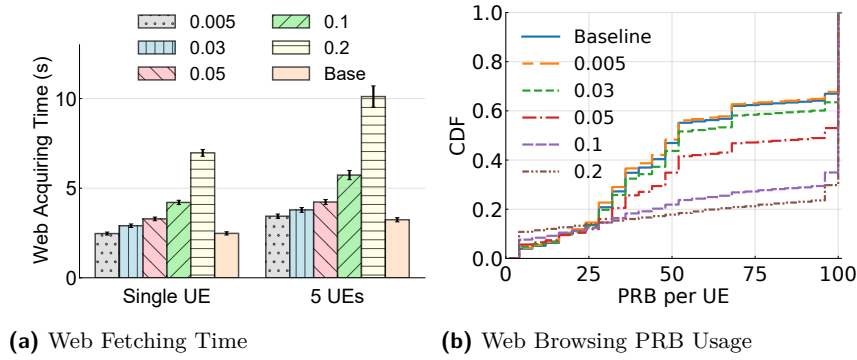 0.005
0.03
0.05
0.1
0.2
Base
Web Acquiring Time (s)
10
5
0
Single UE
5 UEs
(a) Web Fetching Time
CDF
1.0
0.8
0.6
0.4
0.2
0.0
Baseline
0.005
0.03
0.05
0.1
0.2
0
25
50
75
100
PRB per UE
(b) Web Browsing PRB Usage